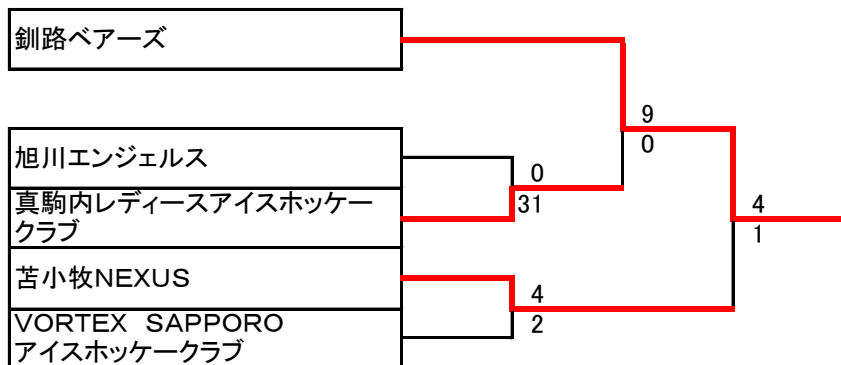 釧路ベアーズ
9
0
旭川エンジェルス
0
31
真駒内レディースアイスホッケー
クラブ
4
1
苫小牧NEXUS
4
2
VORTEX　SAPPORO
アイスホッケークラブ